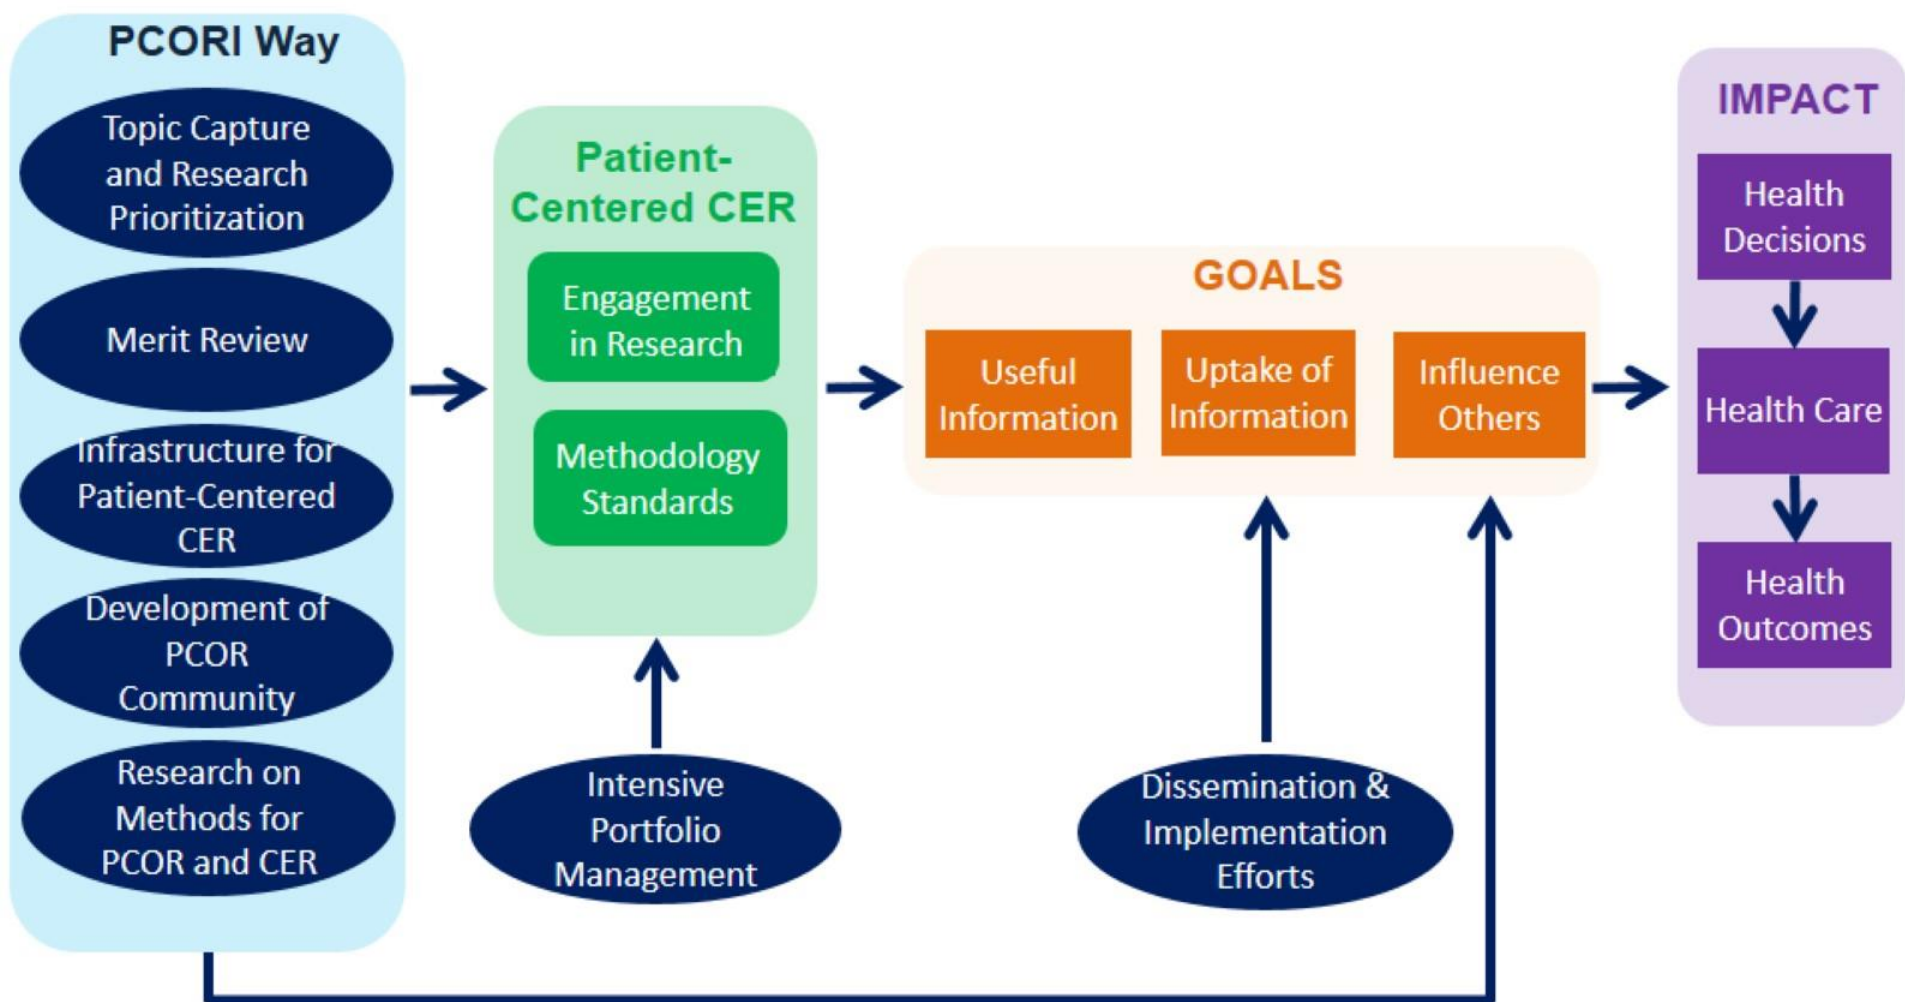 PCORI Way
Topic Capture
and Research
Prioritization
Merit Review
Infrastructure for
Patient-Centered
CER
Development of
PCOR
Community
Research on
Methods for
PCOR and CER
Patient-
Centered CER
Engagement
in Research
Methodology
Standards
Intensive
Portfolio
Management
GOALS
Useful
Information
Uptake of
Information
Influence
Others
Dissemination &
Implementation
Efforts
IMPACT
Health
Decisions
Health Care
Health
Outcomes